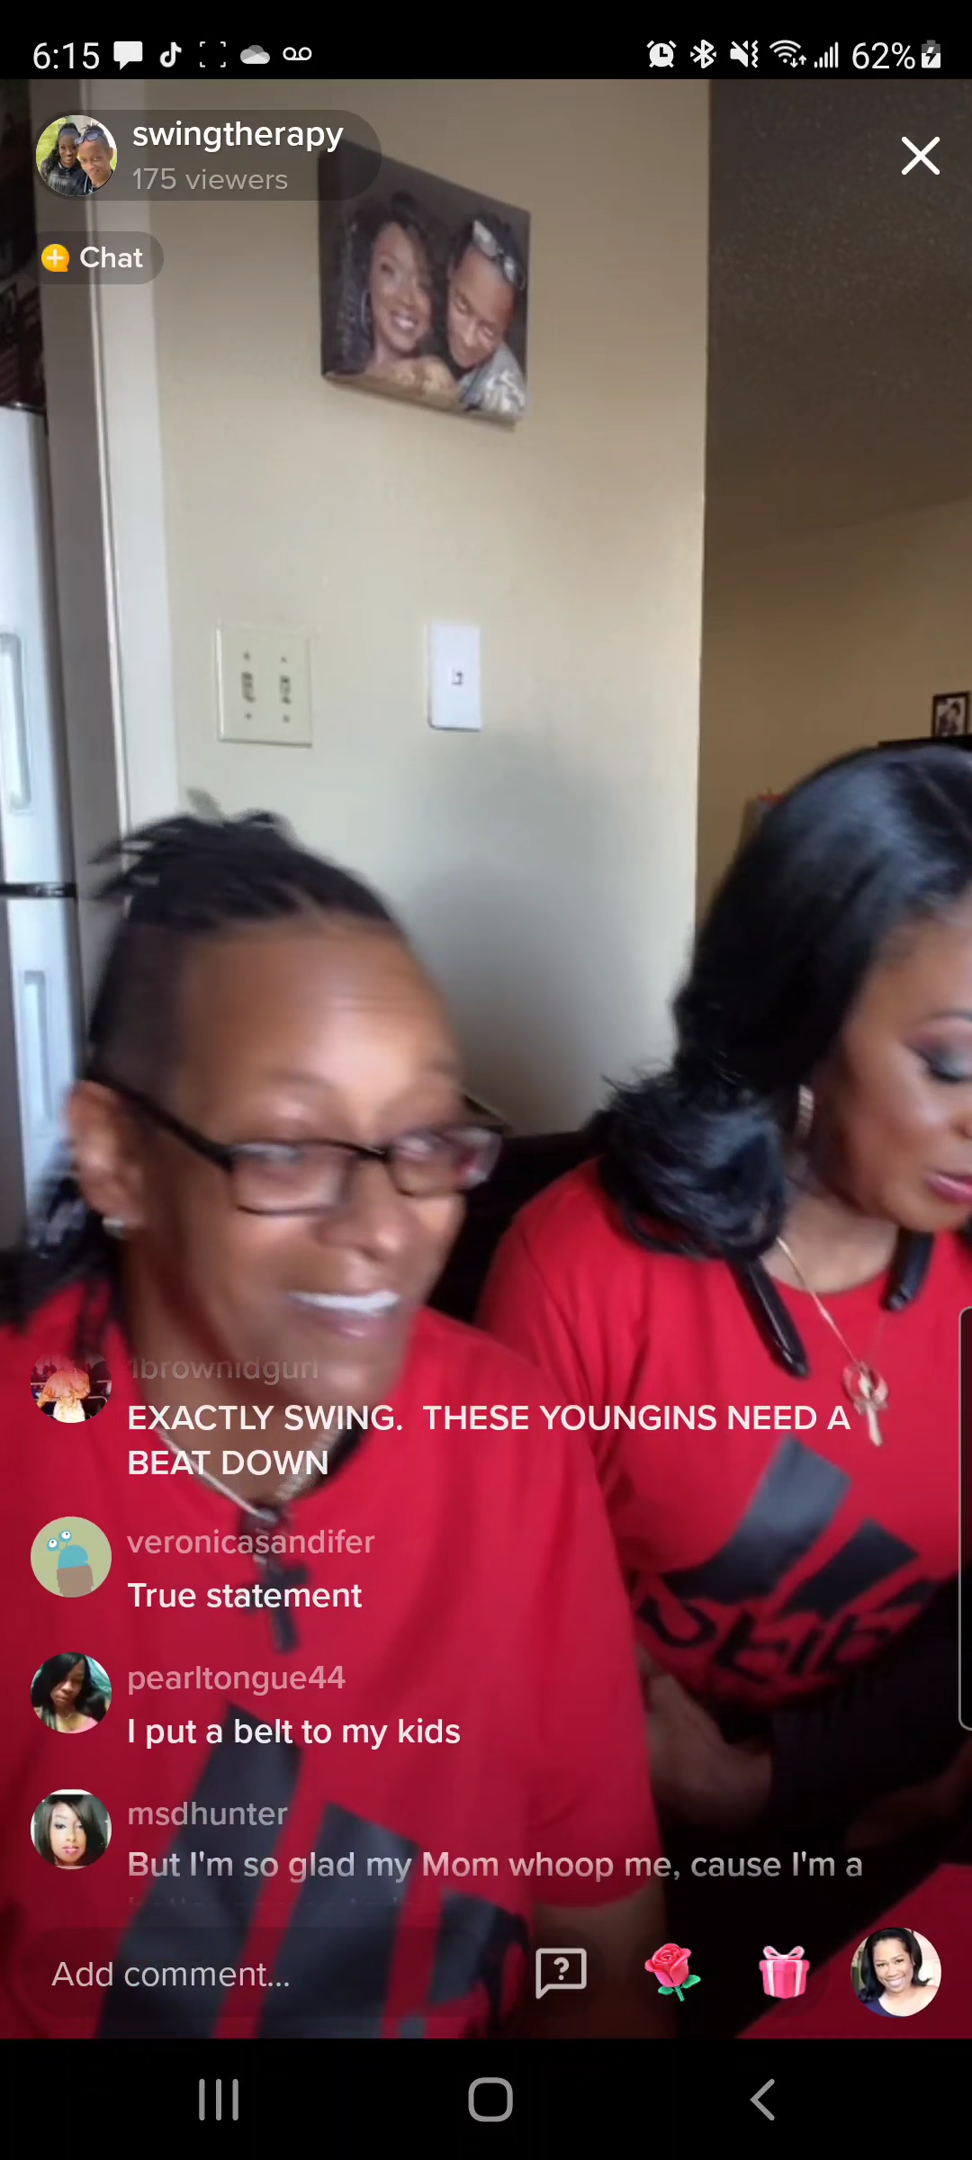 6:15
62%
swingtherapy
175 viewers
Chat
1brownidgurl
EXACTLY SWING.  THESE YOUNGINS NEED A
BEAT DOWN
veronicasandifer
True statement
pearltongue44
I put a belt to my kids
msdhunter
But I'm so glad my Mom whoop me, cause I'm a
Add comment...